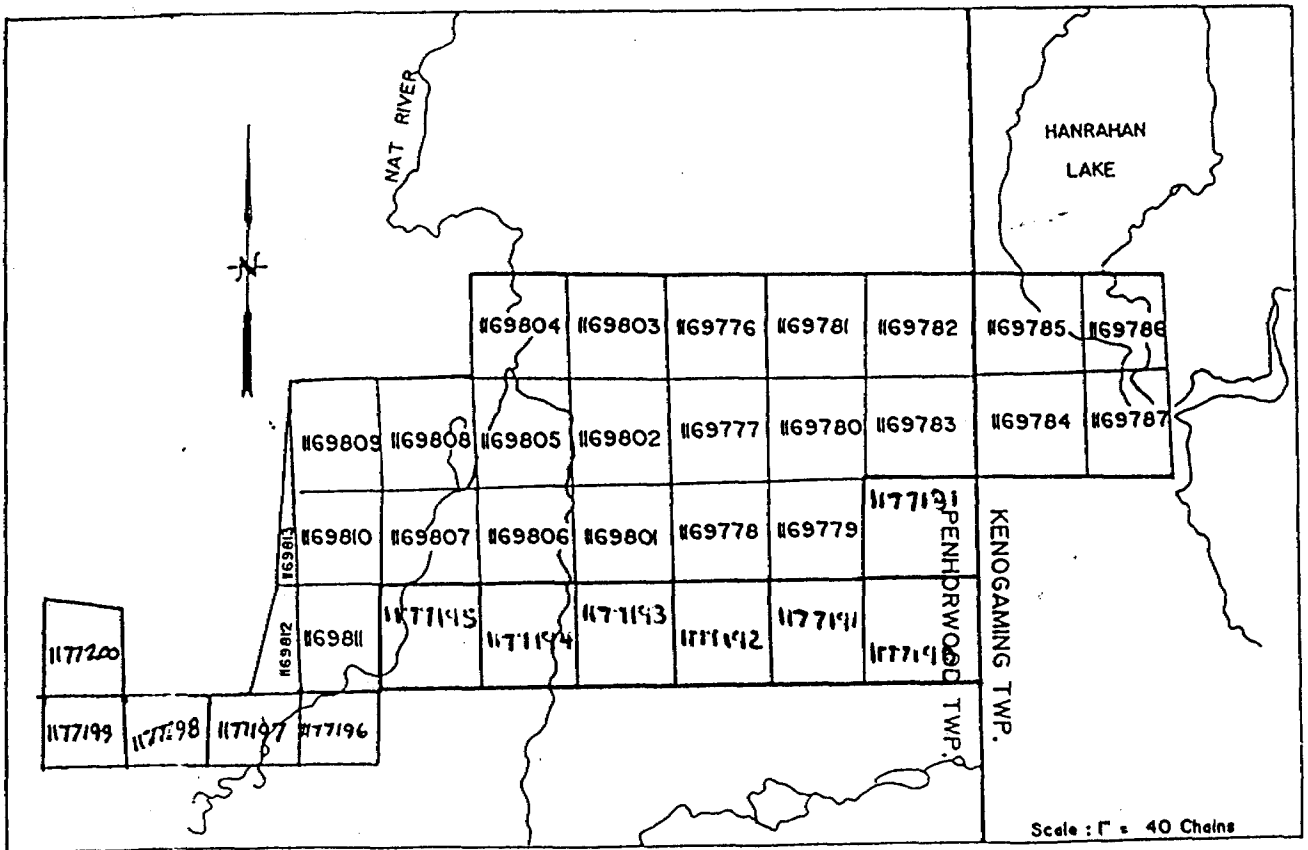 NAT RIVER
HANRAHAN
LAKE
N
1169804 1169803 1169776 1169781 1169782 1169785 1169786
1169809 1169808 1169805 1169802 1169777 1169780 1169783 1169784 1169787
1169813 1169810 1169807 1169806 1169801 1169778 1169779
1169812 1169811 1177195 1177194 1177193 1177192 1177191
1177200
1177199 1177198 1177197 1177196
PENHORWOOD TWP.
KENOGAMING TWP.
Scale : 1" = 40 Chains